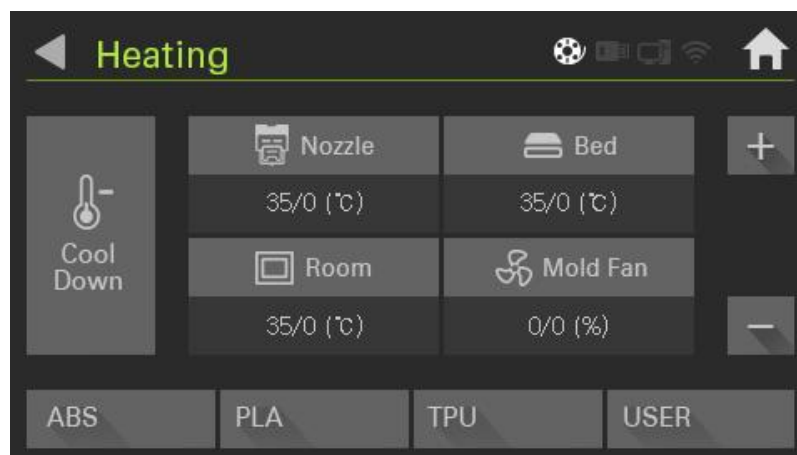 Heating
Nozzle
Bed
+
35/0 (℃)
35/0 (℃)
Cool
Down
Room
Mold Fan
35/0 (℃)
0/0 (%)
−
ABS
PLA
TPU
USER